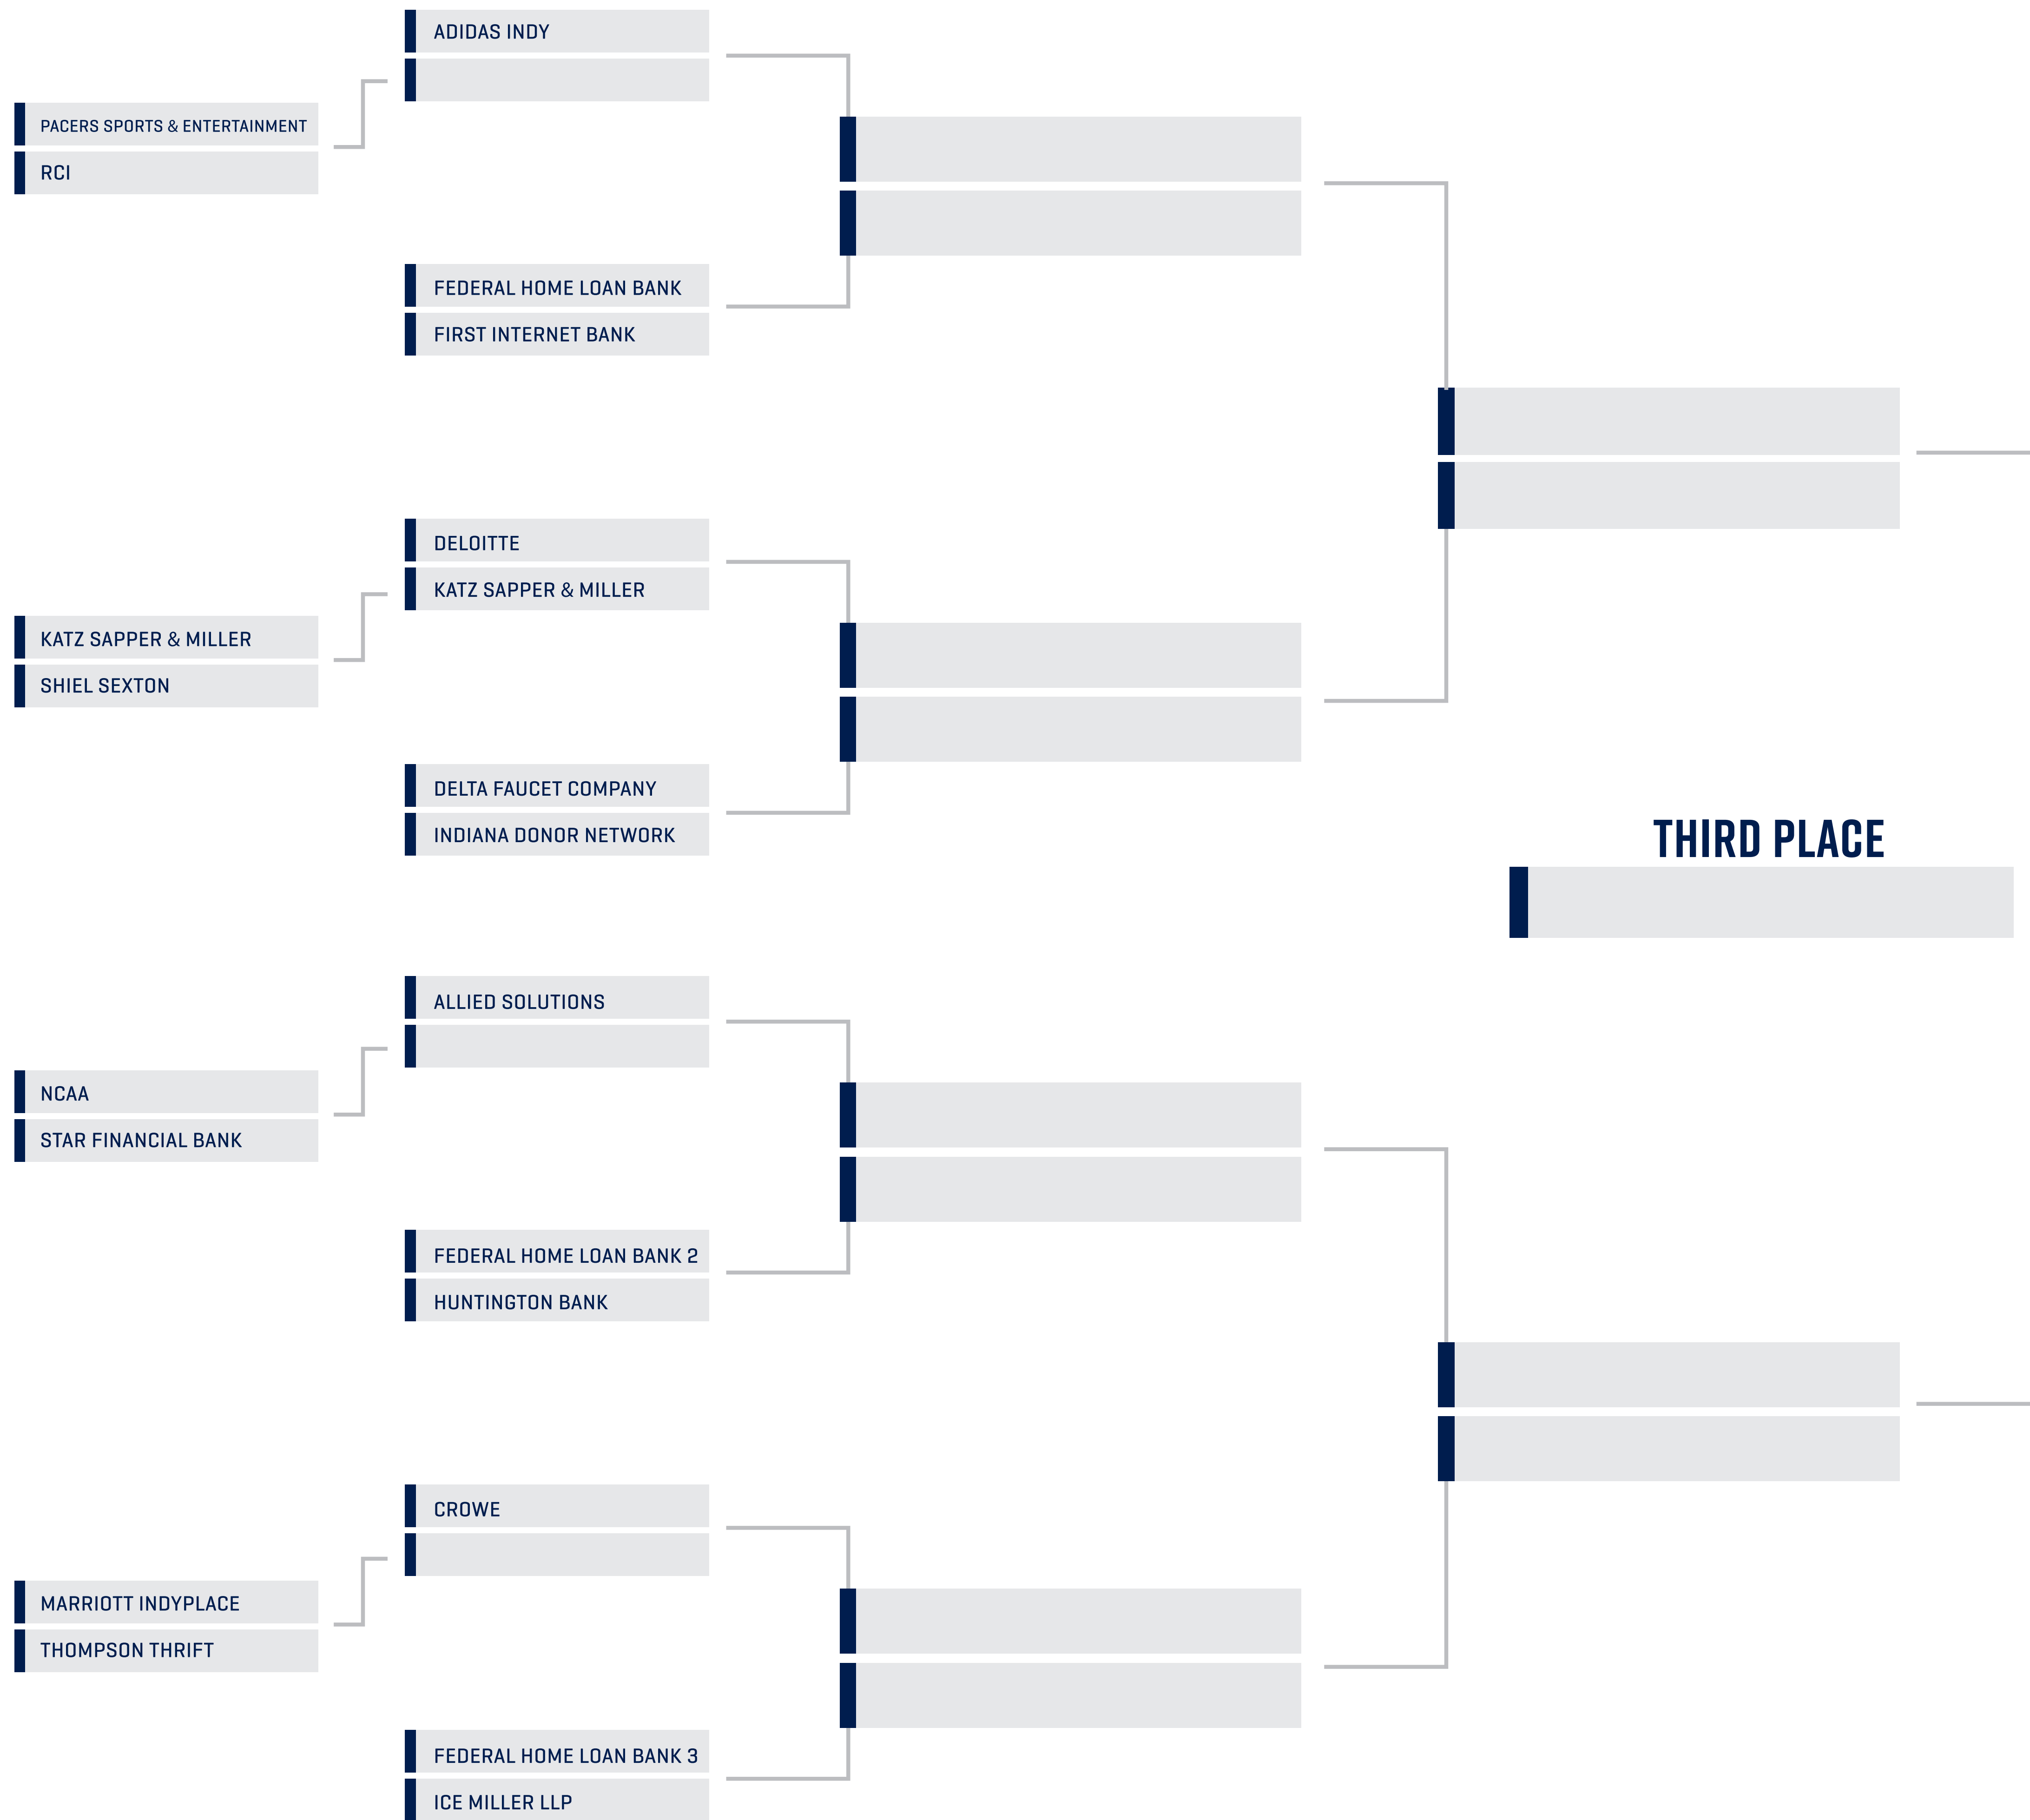 ADIDAS INDY
PACERS SPORTS & ENTERTAINMENT
RCI
FEDERAL HOME LOAN BANK
FIRST INTERNET BANK
DELOITTE
KATZ SAPPER & MILLER
KATZ SAPPER & MILLER
SHIEL SEXTON
DELTA FAUCET COMPANY
INDIANA DONOR NETWORK
THIRD PLACE
ALLIED SOLUTIONS
NCAA
STAR FINANCIAL BANK
FEDERAL HOME LOAN BANK 2
HUNTINGTON BANK
CROWE
MARRIOTT INDYPLACE
THOMPSON THRIFT
FEDERAL HOME LOAN BANK 3
ICE MILLER LLP